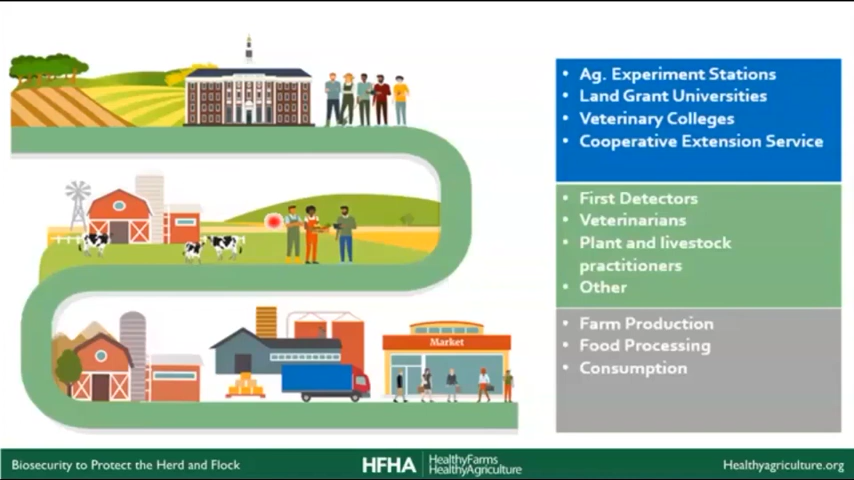 • Ag. Experiment Stations
• Land Grant Universities
• Veterinary Colleges
• Cooperative Extension Service
• First Detectors
• Veterinarians
• Plant and livestock
practitioners
• Other
Market
• Farm Production
• Food Processing
• Consumption
Biosecurity to Protect the Herd and Flock
HFHA
HealthyFarms
HealthyAgriculture
Healthyagriculture.org